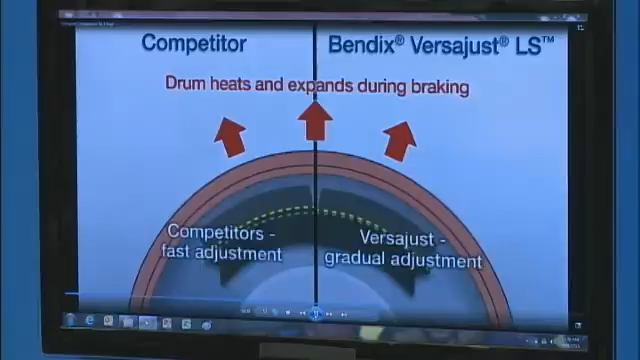 Competitor
Bendix® Versajust® LS™
Drum heats and expands during braking
Competitors -
fast adjustment
Versajust -
gradual adjustment